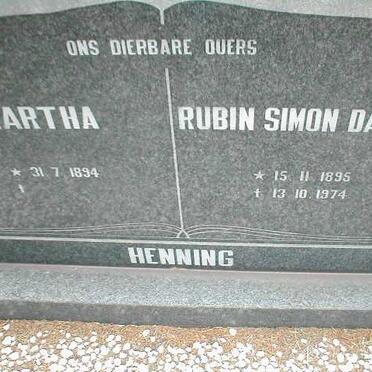 ONS DIERBARE OUERS
ARTHA
★ 31.7.1894
†
RUBIN SIMON DA
★ 15.11.1895
† 13.10.1974
HENNING